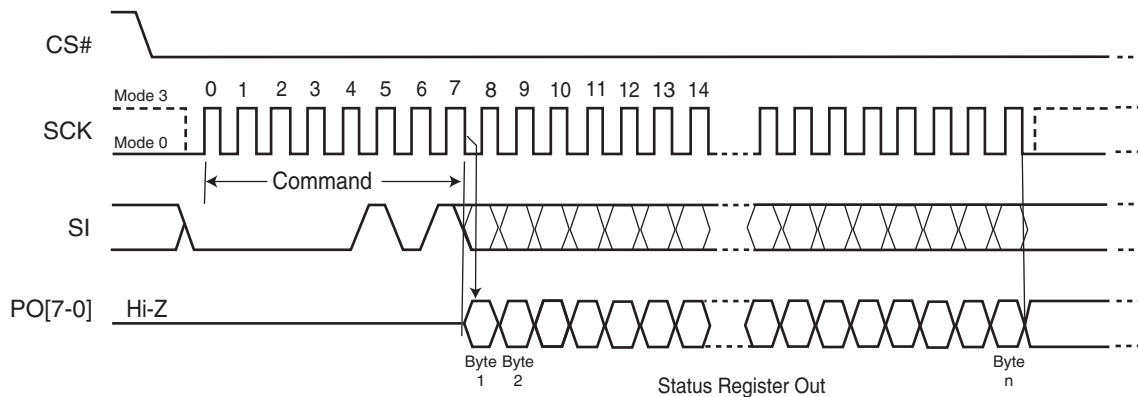 CS#
Mode 3
SCK
Mode 0
0 1 2 3 4 5 6 7 8 9 10 11 12 13 14
Command
SI
PO[7-0]
Hi-Z
Byte
1
Byte
2
Byte
n
Status Register Out